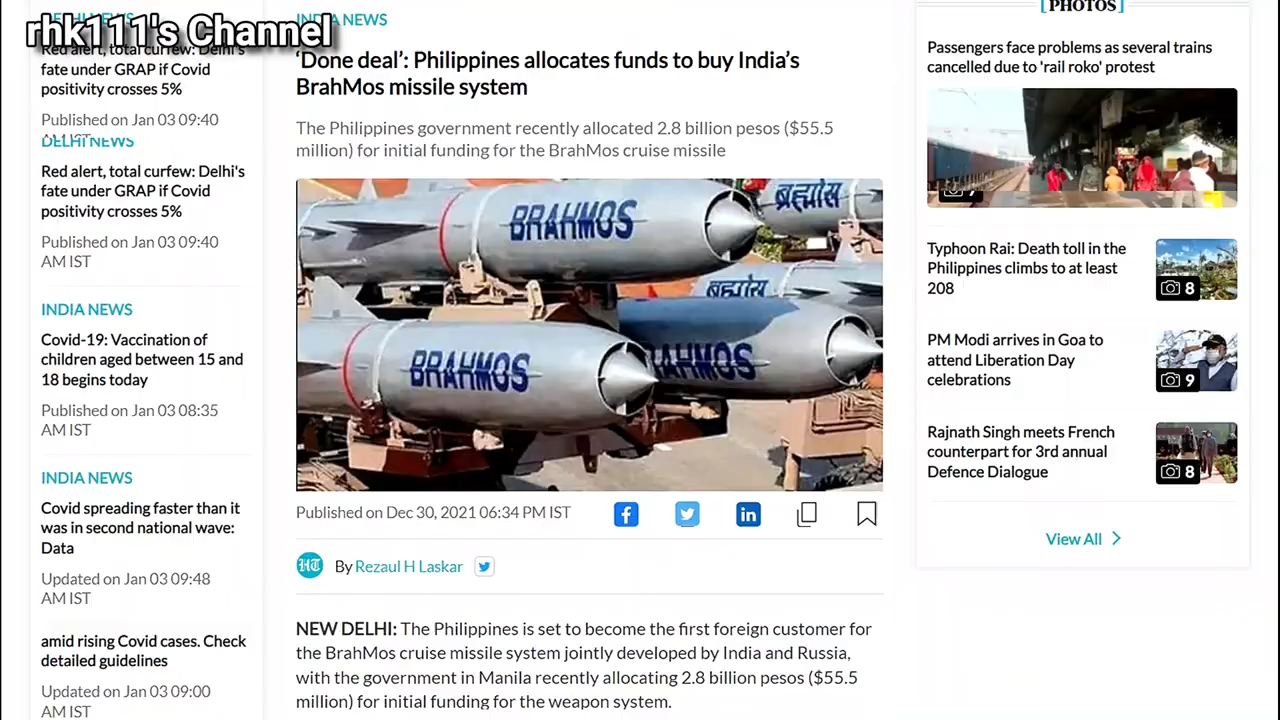 rhk111's Channel
DELHI NEWS
Red alert, total curfew: Delhi's
fate under GRAP if Covid
positivity crosses 5%
Published on Jan 03 09:40
AM IST
DELHI NEWS
Red alert, total curfew: Delhi's
fate under GRAP if Covid
positivity crosses 5%
Published on Jan 03 09:40
AM IST
INDIA NEWS
Covid-19: Vaccination of
children aged between 15 and
18 begins today
Published on Jan 03 08:35
AM IST
INDIA NEWS
Covid spreading faster than it
was in second national wave:
Data
Updated on Jan 03 09:48
AM IST
amid rising Covid cases. Check
detailed guidelines
Updated on Jan 03 09:00
AM IST
INDIA NEWS
‘Done deal’: Philippines allocates funds to buy India’s
BrahMos missile system
The Philippines government recently allocated 2.8 billion pesos ($55.5
million) for initial funding for the BrahMos cruise missile
BRAHMOS
ब्रह्मोस
ब्रह्मोस
BRAHMOS
RAHMOS
Published on Dec 30, 2021 06:34 PM IST
HT
By Rezaul H Laskar
NEW DELHI: The Philippines is set to become the first foreign customer for
the BrahMos cruise missile system jointly developed by India and Russia,
with the government in Manila recently allocating 2.8 billion pesos ($55.5
million) for initial funding for the weapon system.
[PHOTOS]
Passengers face problems as several trains
cancelled due to 'rail roko' protest
Typhoon Rai: Death toll in the
Philippines climbs to at least
208
8
PM Modi arrives in Goa to
attend Liberation Day
celebrations
9
Rajnath Singh meets French
counterpart for 3rd annual
Defence Dialogue
8
View All